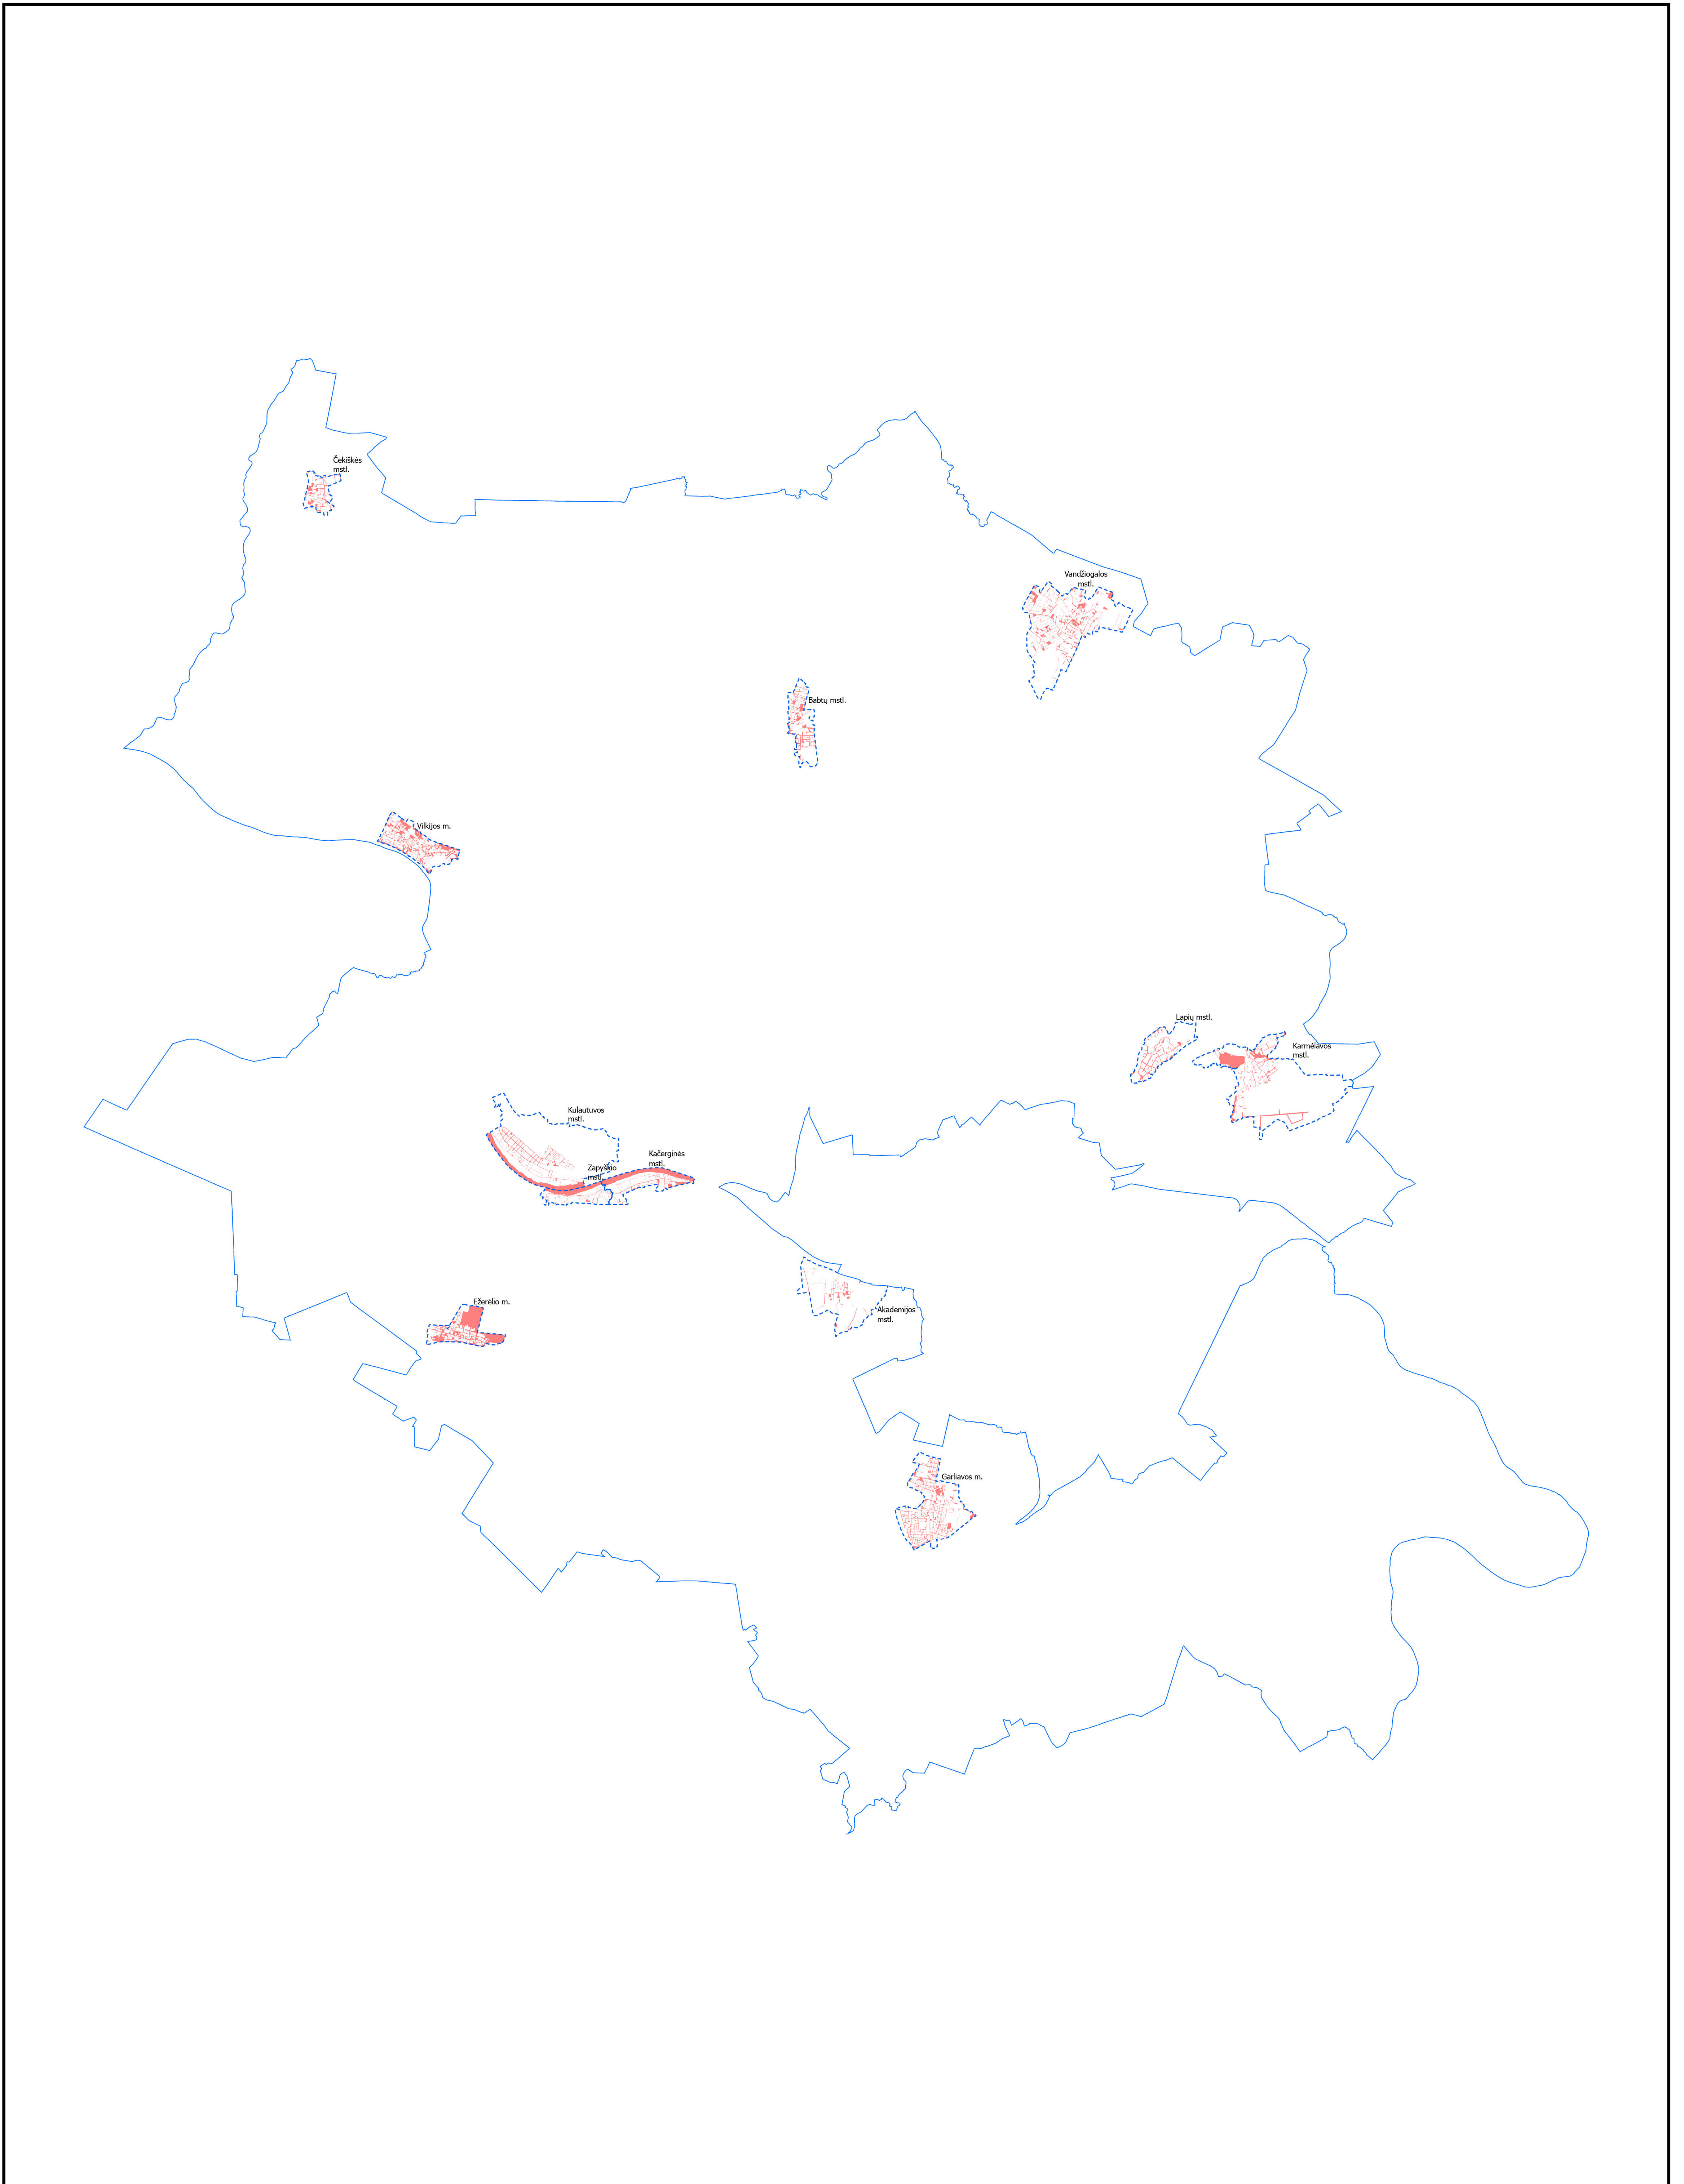 Čekiškės
mstl.
Vandžiogalos
mstl.
Babtų mstl.
Vilkijos m.
Lapių mstl.
Karmėlavos
mstl.
Kulautuvos
mstl.
Kačerginės
mstl.
Zapyškio
mstl.
Ežerėlio m.
Akademijos
mstl.
Garliavos m.